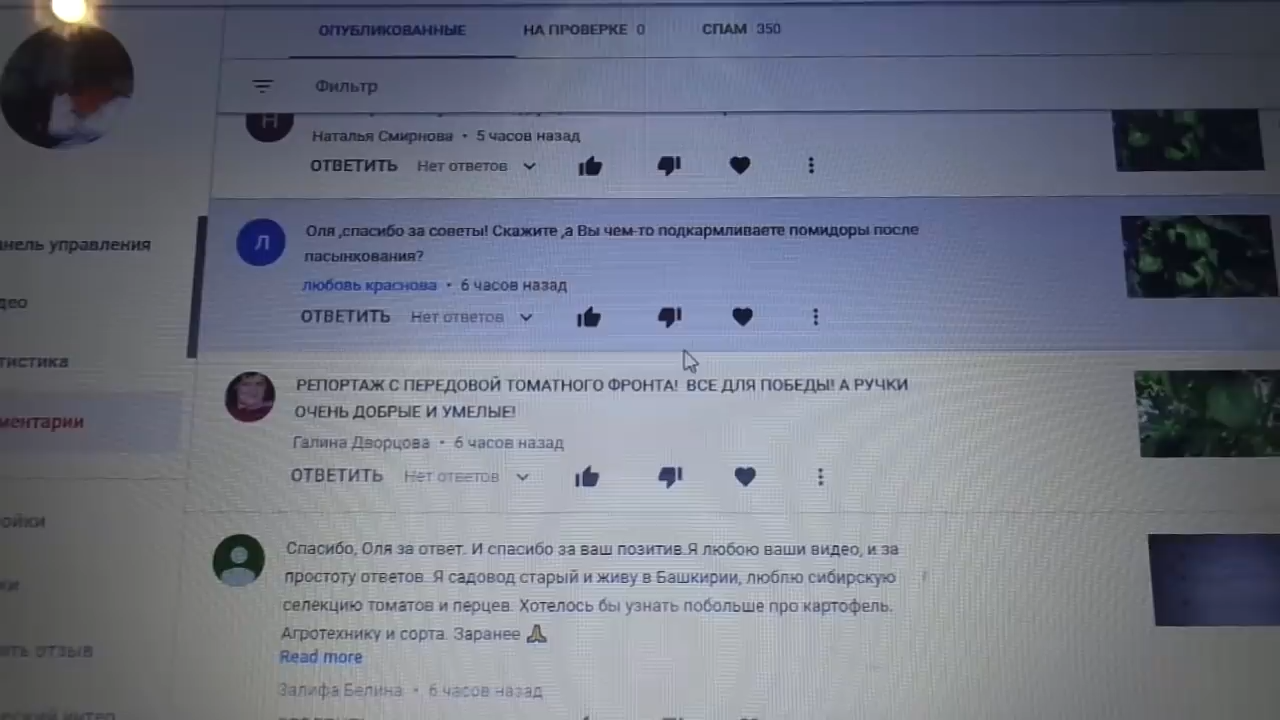 ОПУБЛИКОВАННЫЕ НА ПРОВЕРКЕ 0 СПАМ 350
Фильтр
Н
Наталья Смирнова • 5 часов назад
ОТВЕТИТЬ Нет ответов
Л
Оля ,спасибо за советы! Скажите ,а Вы чем-то подкармливаете помидоры после
пасынкования?
любовь краснова • 6 часов назад
ОТВЕТИТЬ Нет ответов
РЕПОРТАЖ С ПЕРЕДОВОЙ ТОМАТНОГО ФРОНТА! ВСЕ ДЛЯ ПОБЕДЫ! А РУЧКИ
ОЧЕНЬ ДОБРЫЕ И УМЕЛЫЕ!
Галина Дворцова • 6 часов назад
ОТВЕТИТЬ Нет ответов
Спасибо, Оля за ответ. И спасибо за ваш позитив.Я любою ваши видео, и за
простоту ответов. Я садовод старый и живу в Башкирии, люблю сибирскую
селекцию томатов и перцев. Хотелось бы узнать побольше про картофель.
Агротехнику и сорта. Заранее 🙏
Read more
Залифа Белина • 6 часов назад
нель управления
део
тистика
ментарии
ойки
ки
ить отзыв